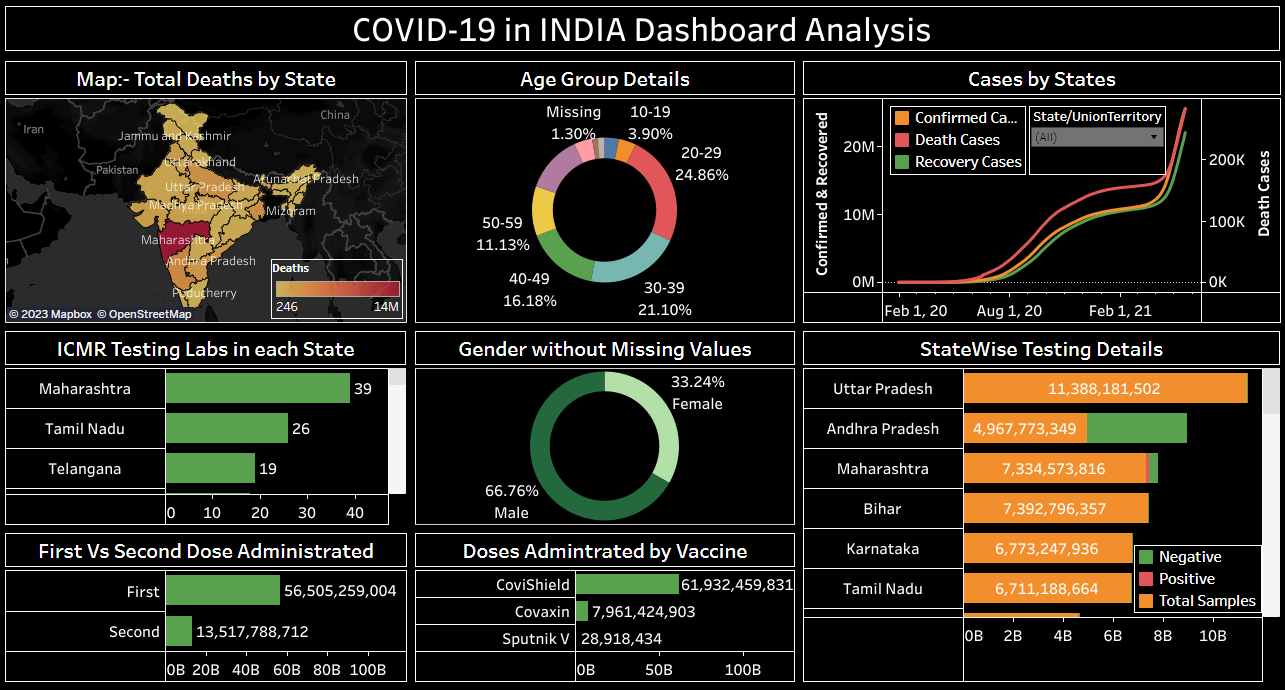 COVID-19 in INDIA Dashboard Analysis
Map:- Total Deaths by State
Iran
China
Jammu and Kashmir
Pakistan
Uttarakhand
Uttar Pradesh
Arunachal Pradesh
Madhya Pradesh
India
Mizoram
Maharashtra
Andhra Pradesh
Puducherry
Deaths
246
14M
© 2023 Mapbox © OpenStreetMap
Age Group Details
Missing
1.30%
10-19
3.90%
20-29
24.86%
50-59
11.13%
40-49
16.18%
30-39
21.10%
Cases by States
Confirmed & Recovered
20M
10M
0M
Confirmed Ca...
Death Cases
Recovery Cases
State/UnionTerritory
(All)
200K
100K
0K
Death Cases
Feb 1, 20
Aug 1, 20
Feb 1, 21
ICMR Testing Labs in each State
Maharashtra
39
Tamil Nadu
26
Telangana
19
0
10
20
30
40
Gender without Missing Values
33.24%
Female
66.76%
Male
StateWise Testing Details
Uttar Pradesh
11,388,181,502
Andhra Pradesh
4,967,773,349
Maharashtra
7,334,573,816
Bihar
7,392,796,357
Karnataka
6,773,247,936
Tamil Nadu
6,711,188,664
Negative
Positive
Total Samples
0B
2B
4B
6B
8B
10B
First Vs Second Dose Administrated
First
56,505,259,004
Second
13,517,788,712
0B
20B
40B
60B
80B
100B
Doses Admintrated by Vaccine
CoviShield
61,932,459,831
Covaxin
7,961,424,903
Sputnik V
28,918,434
0B
50B
100B